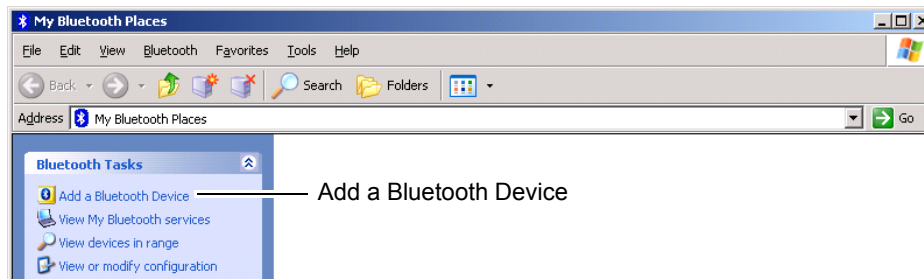 My Bluetooth Places
File Edit View Bluetooth Favorites Tools Help
Back Search Folders
Address My Bluetooth Places Go
Bluetooth Tasks
Add a Bluetooth Device Add a Bluetooth Device
View My Bluetooth services
View devices in range
View or modify configuration